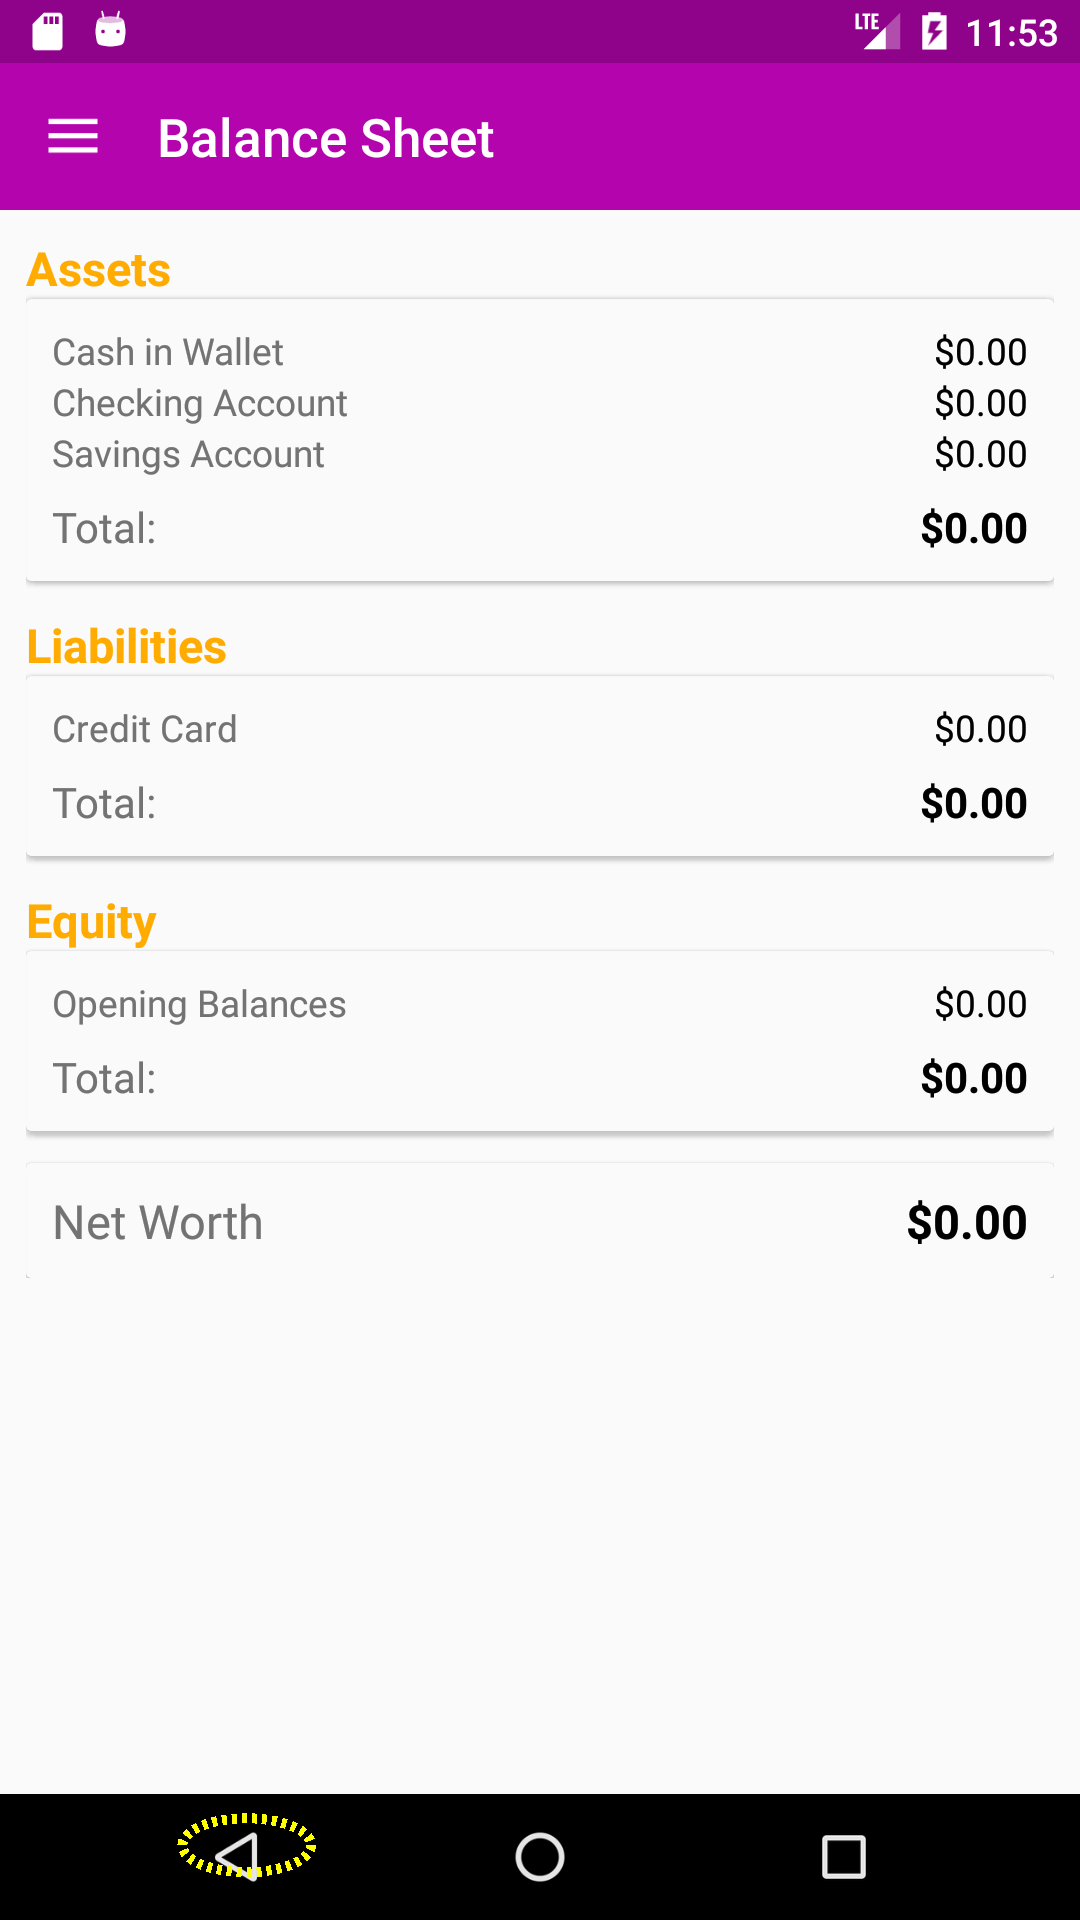 LTE 11:53
Balance Sheet
Assets
Cash in Wallet $0.00
Checking Account $0.00
Savings Account $0.00
Total: $0.00
Liabilities
Credit Card $0.00
Total: $0.00
Equity
Opening Balances $0.00
Total: $0.00
Net Worth $0.00